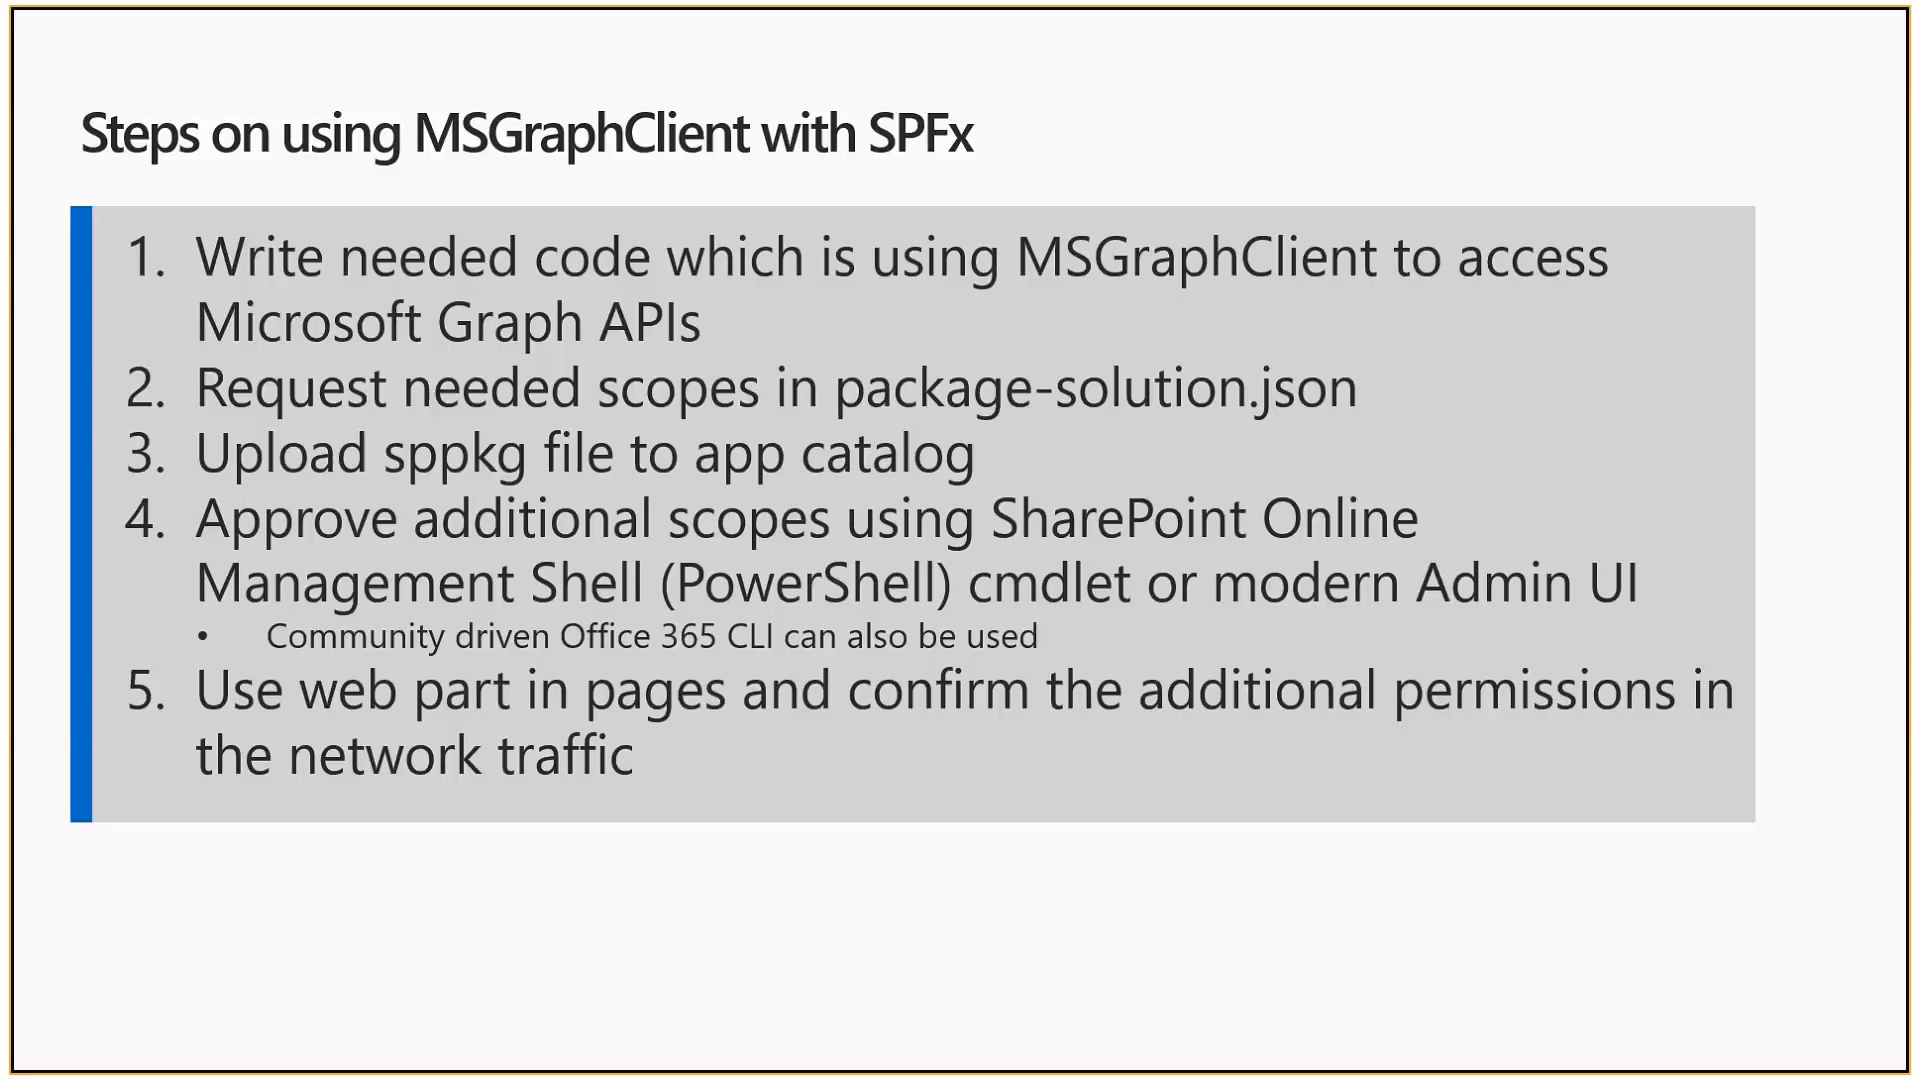 Steps on using MSGraphClient with SPFx
1. Write needed code which is using MSGraphClient to access
Microsoft Graph APIs
2. Request needed scopes in package-solution.json
3. Upload sppkg file to app catalog
4. Approve additional scopes using SharePoint Online
Management Shell (PowerShell) cmdlet or modern Admin UI
• Community driven Office 365 CLI can also be used
5. Use web part in pages and confirm the additional permissions in
the network traffic